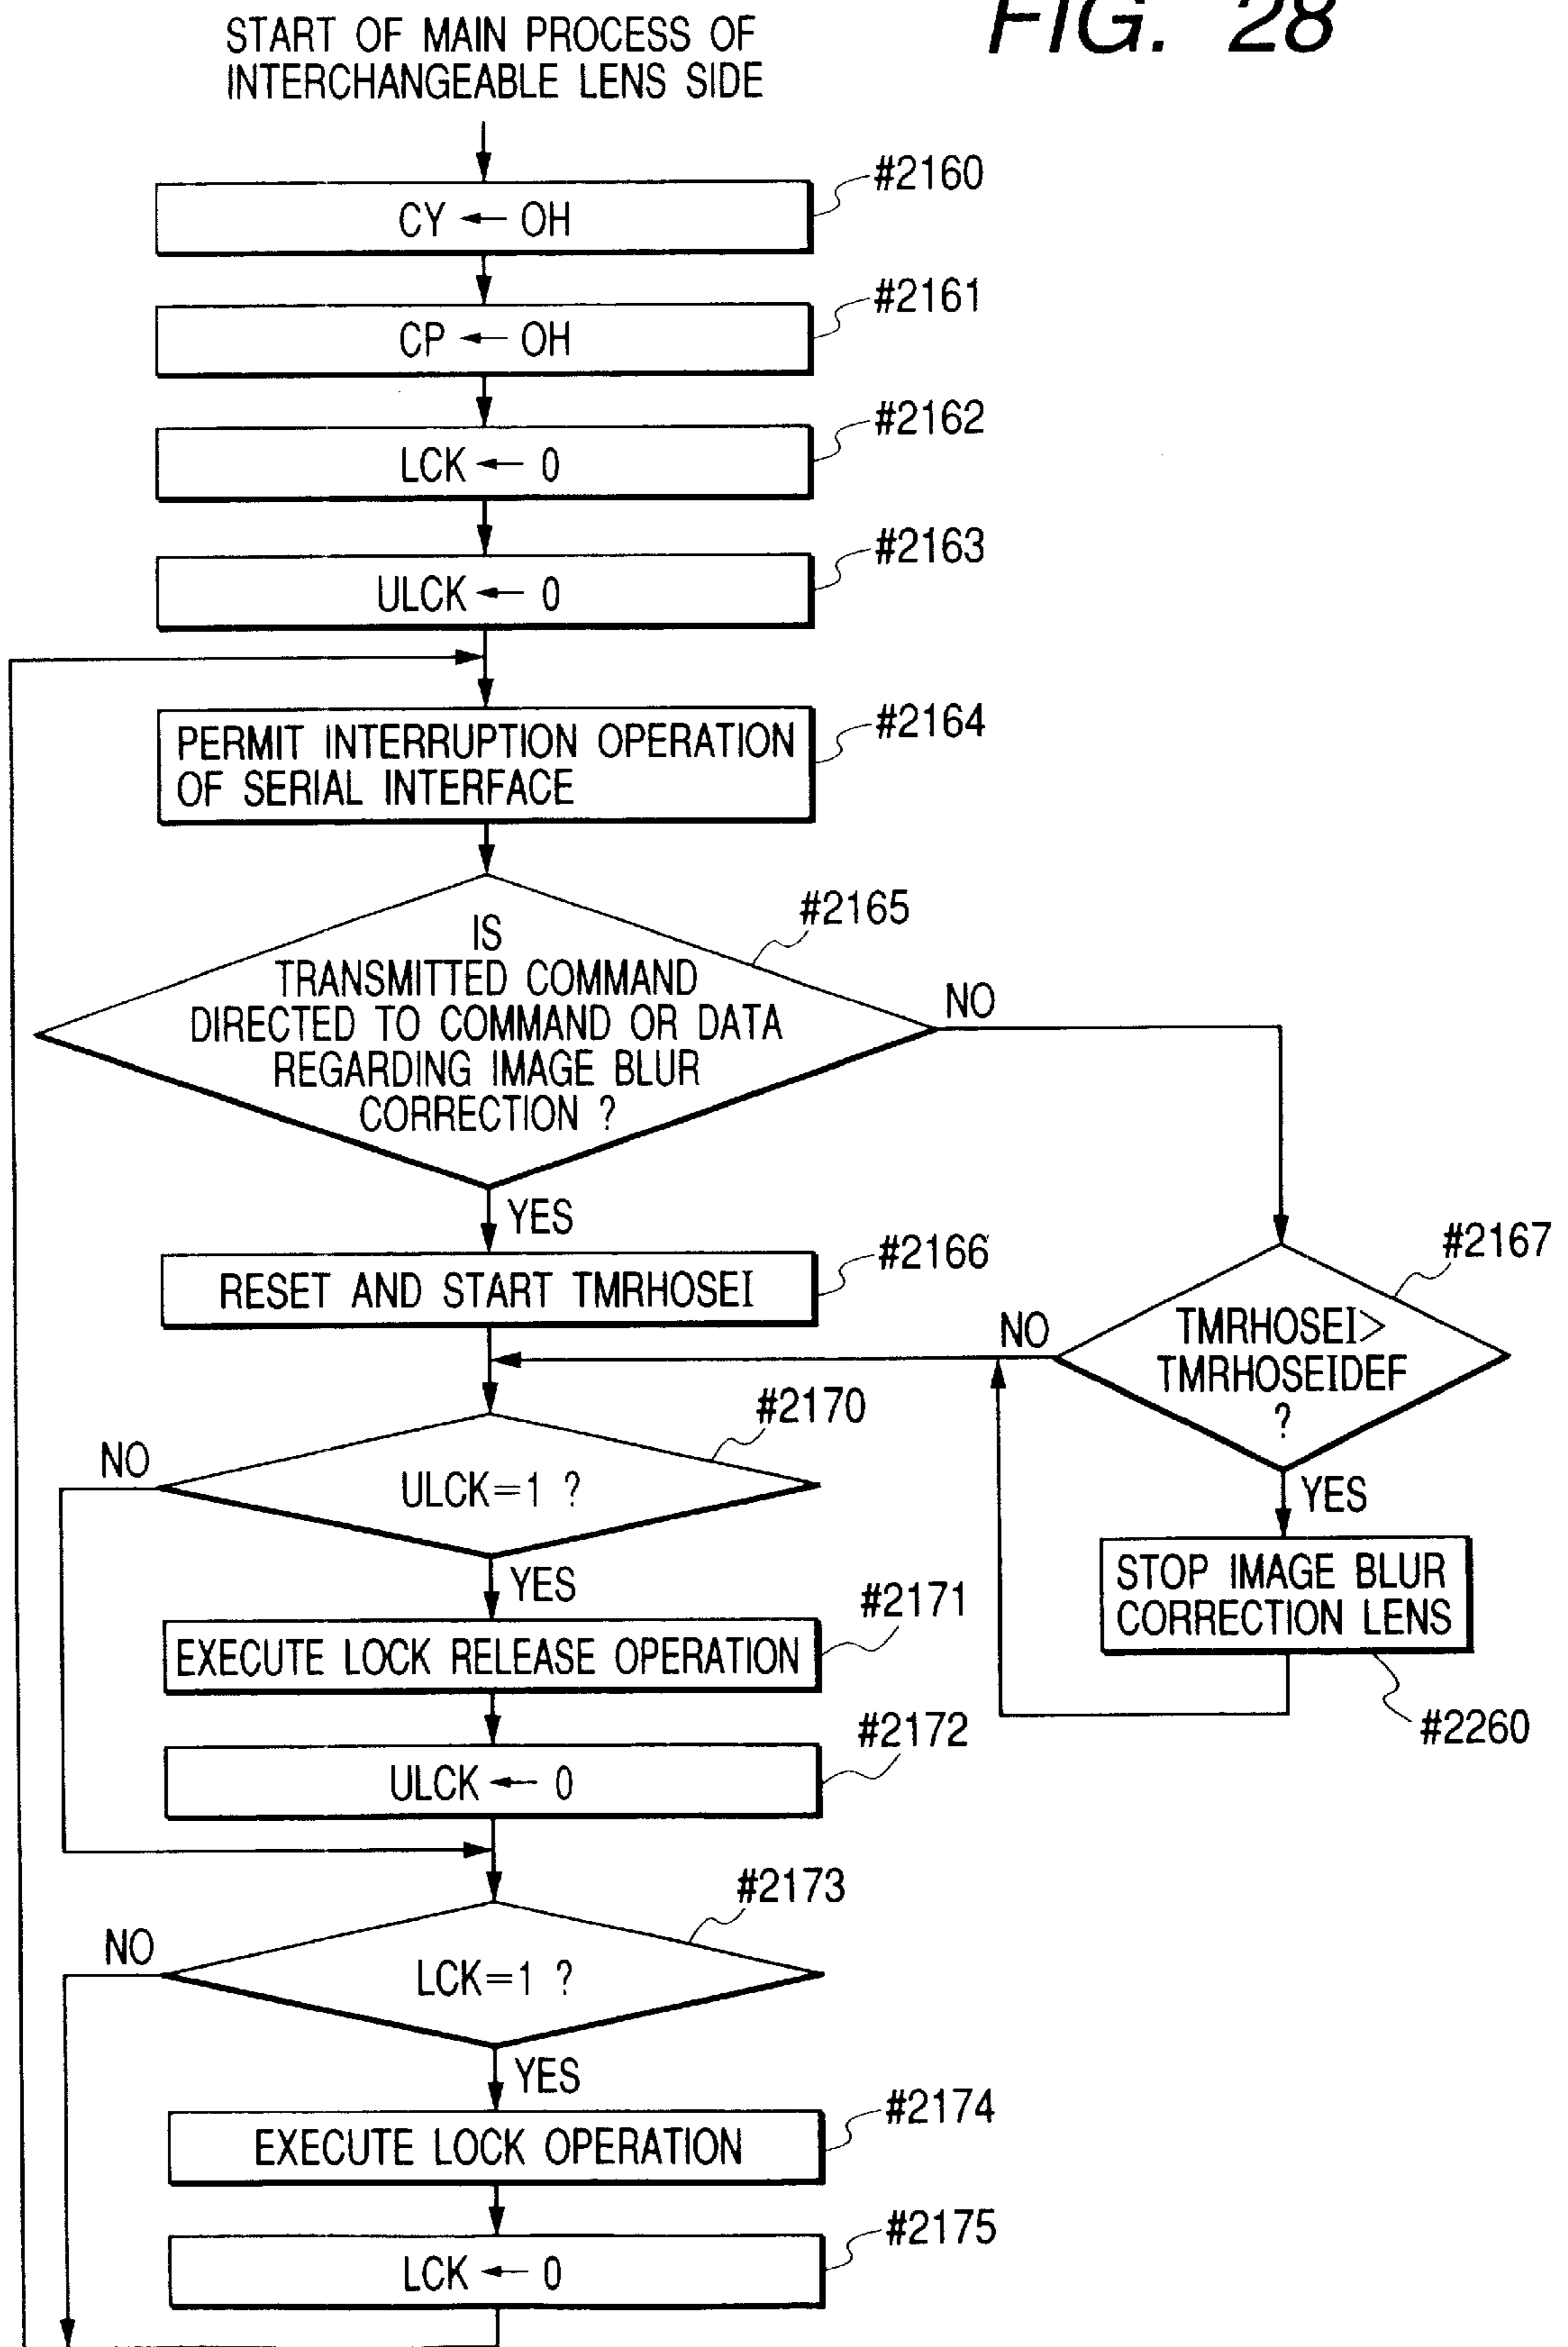 FIG. 28
START OF MAIN PROCESS OF
INTERCHANGEABLE LENS SIDE
#2160
CY ← OH
#2161
CP ← OH
#2162
LCK ← 0
#2163
ULCK ← 0
#2164
PERMIT INTERRUPTION OPERATION
OF SERIAL INTERFACE
#2165
IS
TRANSMITTED COMMAND
DIRECTED TO COMMAND OR DATA
REGARDING IMAGE BLUR
CORRECTION ?
NO
YES
#2166
RESET AND START TMRHOSEI
#2167
TMRHOSEI>
TMRHOSEIDEF
?
NO
YES
STOP IMAGE BLUR
CORRECTION LENS
#2260
#2170
ULCK=1 ?
NO
YES
#2171
EXECUTE LOCK RELEASE OPERATION
#2172
ULCK ← 0
#2173
LCK=1 ?
NO
YES
#2174
EXECUTE LOCK OPERATION
#2175
LCK ← 0